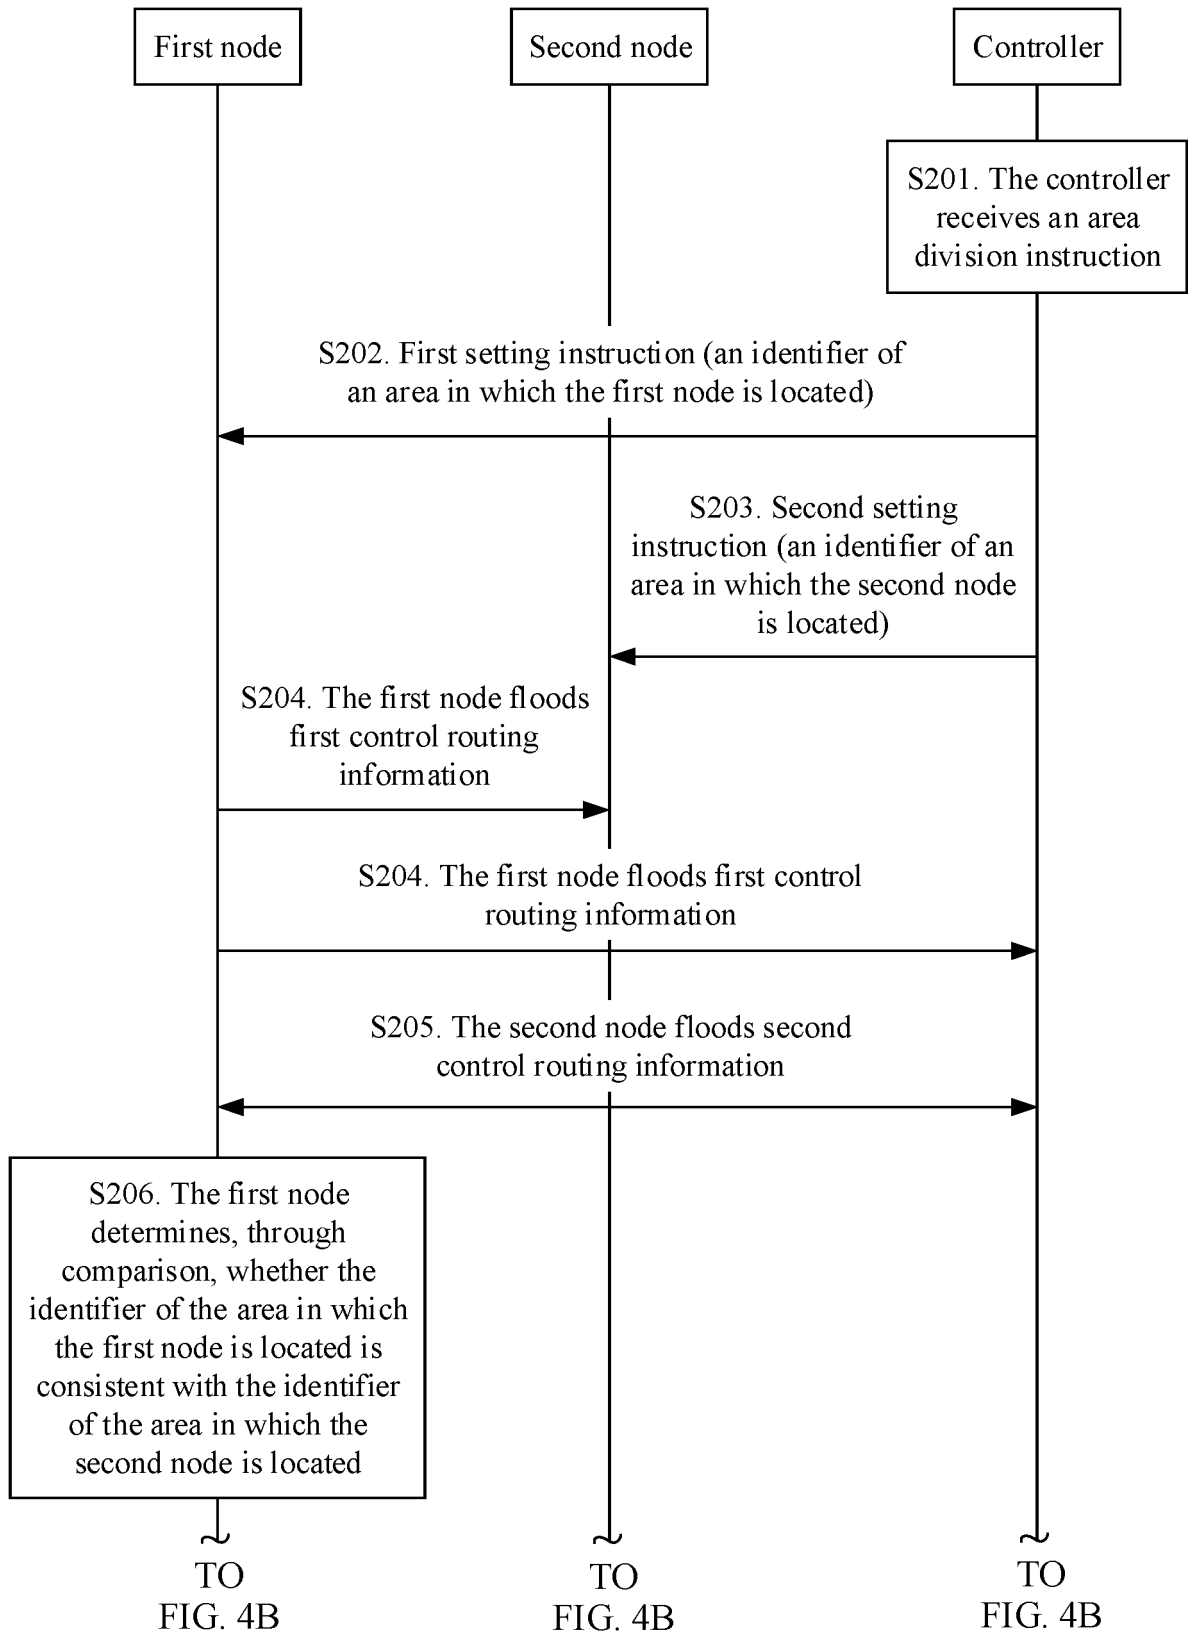 First node
Second node
Controller
S201. The controller
receives an area
division instruction
S202. First setting instruction (an identifier of
an area in which the first node is located)
S203. Second setting
instruction (an identifier of an
area in which the second node
is located)
S204. The first node floods
first control routing
information
S204. The first node floods first control
routing information
S205. The second node floods second
control routing information
S206. The first node
determines, through
comparison, whether the
identifier of the area in which
the first node is located is
consistent with the identifier
of the area in which the
second node is located
TO
FIG. 4B
TO
FIG. 4B
TO
FIG. 4B